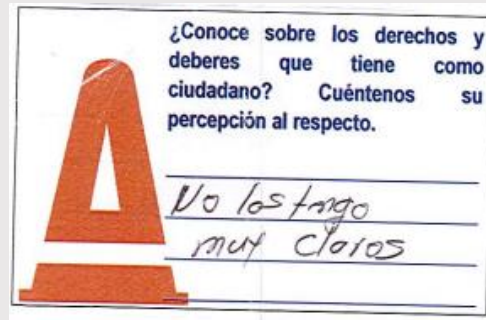 ¿Conoce sobre los derechos y
deberes que tiene como
ciudadano? Cuéntenos su
percepción al respecto.
No los tengo
muy claros